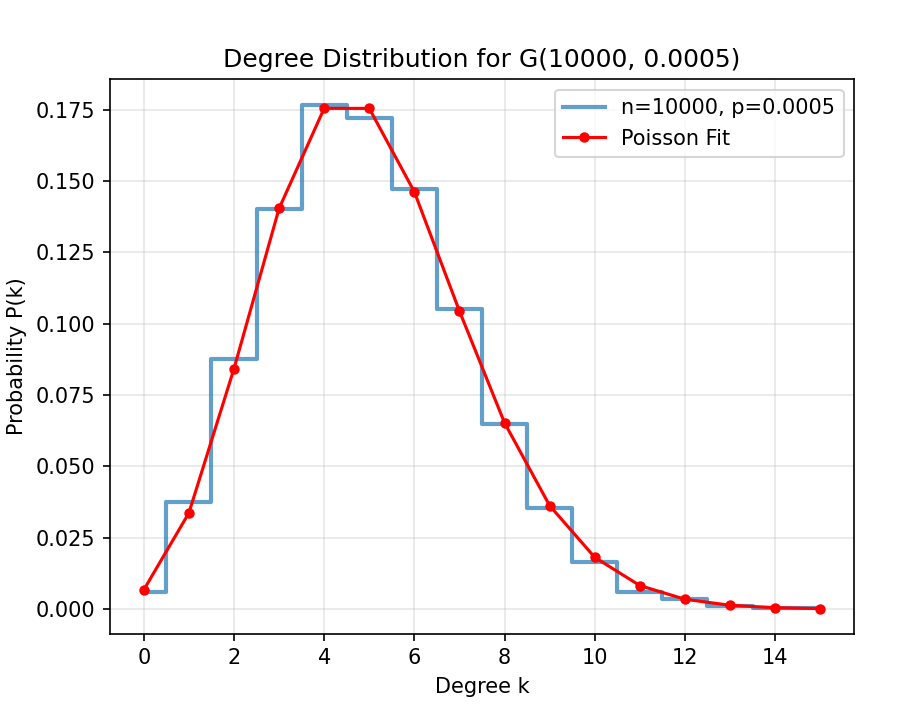 Degree Distribution for G(10000, 0.0005)
n=10000, p=0.0005
Poisson Fit
Probability P(k)
0.175
0.150
0.125
0.100
0.075
0.050
0.025
0.000
0 2 4 6 8 10 12 14
Degree k